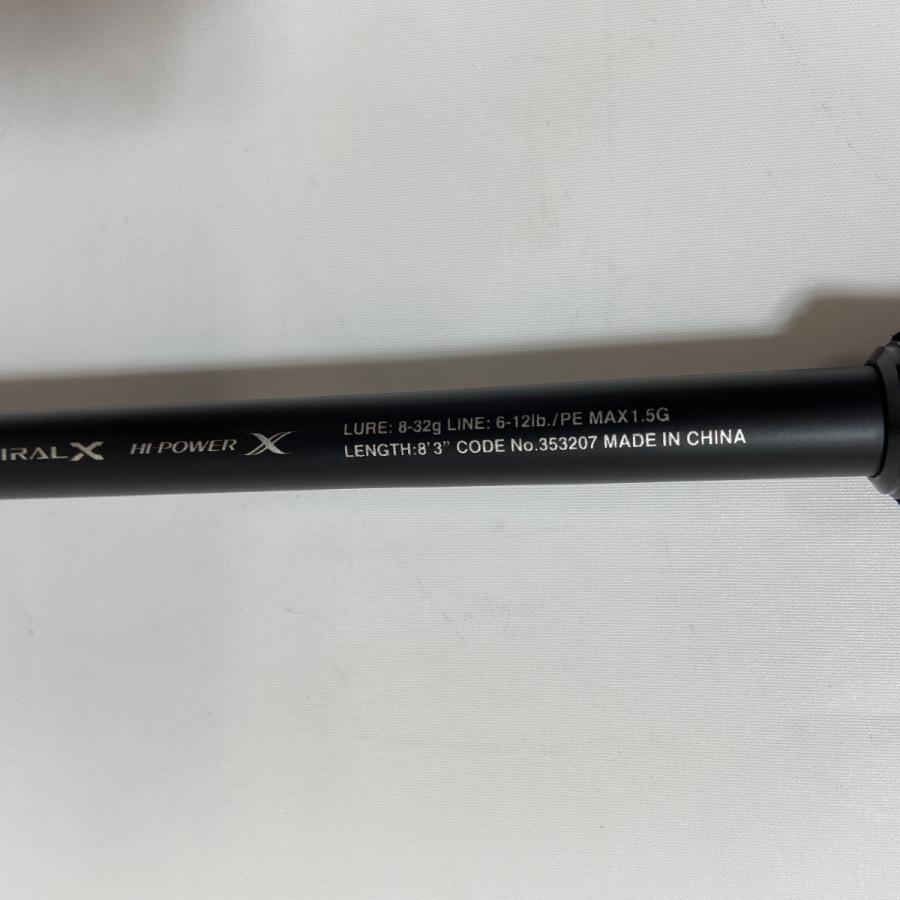 IRAL X HI-POWER X LURE: 8-32g LINE: 6-12lb./PE MAX1.5G
LENGTH:8'3" CODE No.353207 MADE IN CHINA